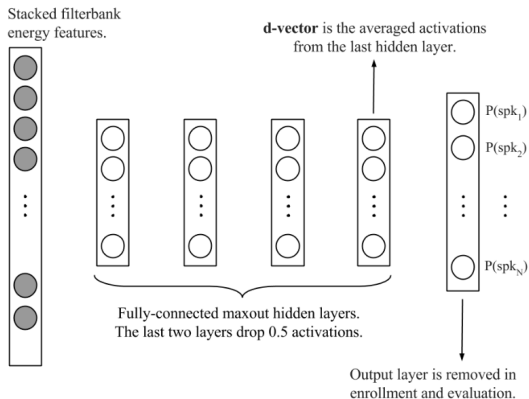 Stacked filterbank
energy features.
d-vector is the averaged activations
from the last hidden layer.
P(spk₁)
P(spk₂)
P(spk_N)
Fully-connected maxout hidden layers.
The last two layers drop 0.5 activations.
Output layer is removed in
enrollment and evaluation.